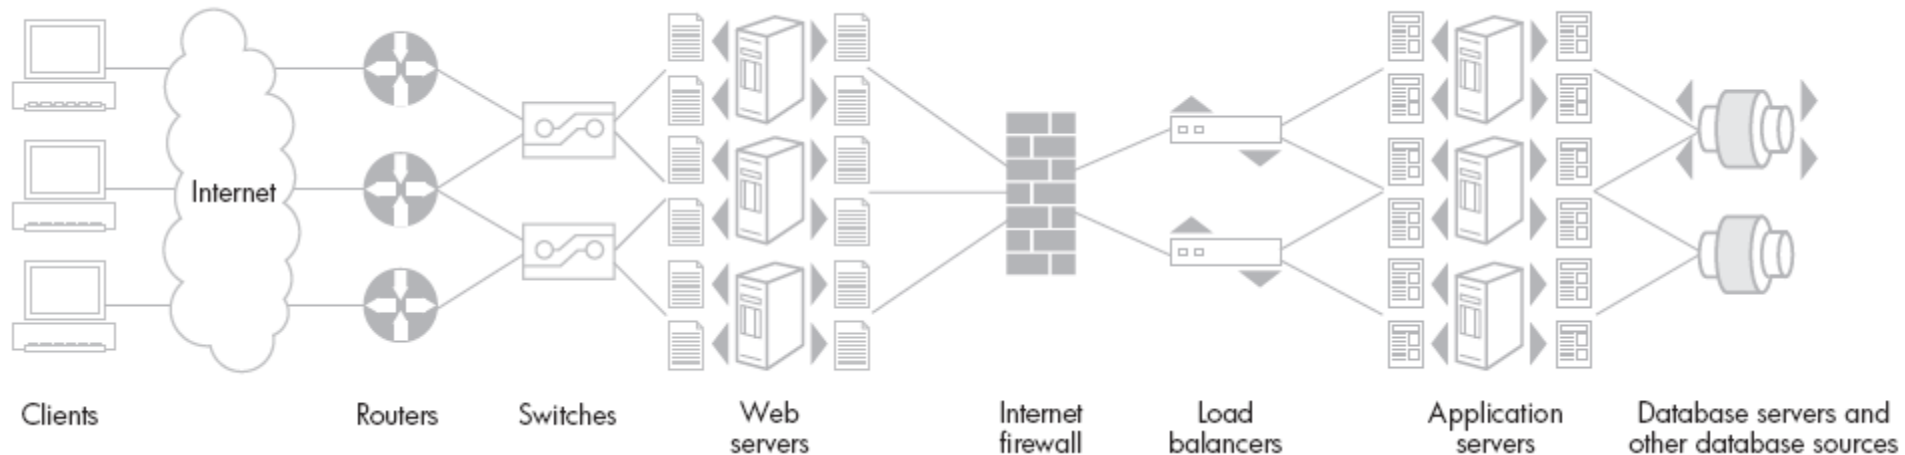 Internet
Clients
Routers
Switches
Web
servers
Internet
firewall
Load
balancers
Application
servers
Database servers and
other database sources